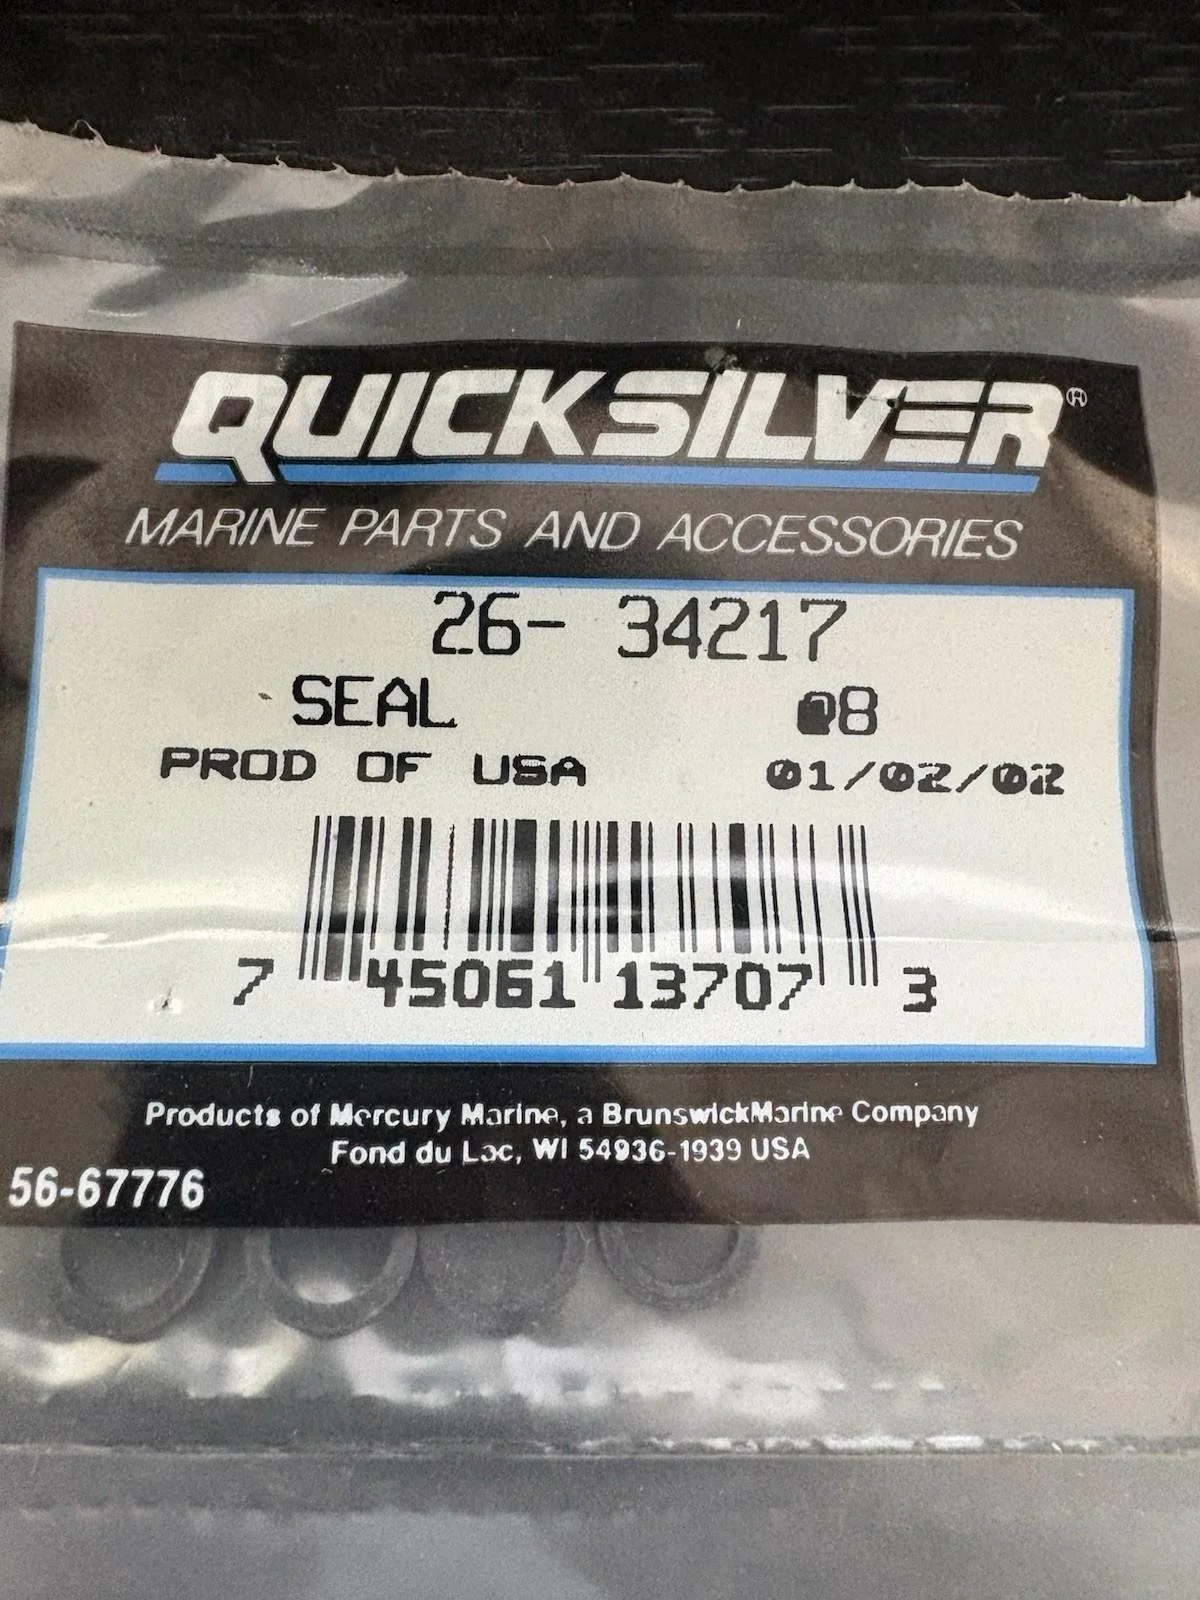 QUICKSILVER®
MARINE PARTS AND ACCESSORIES
26- 34217
SEAL 08
PROD OF USA 01/02/02
7 45061 13707 3
Products of Mercury Marine, a BrunswickMarine Company
Fond du Lac, WI 54936-1939 USA
56-67776